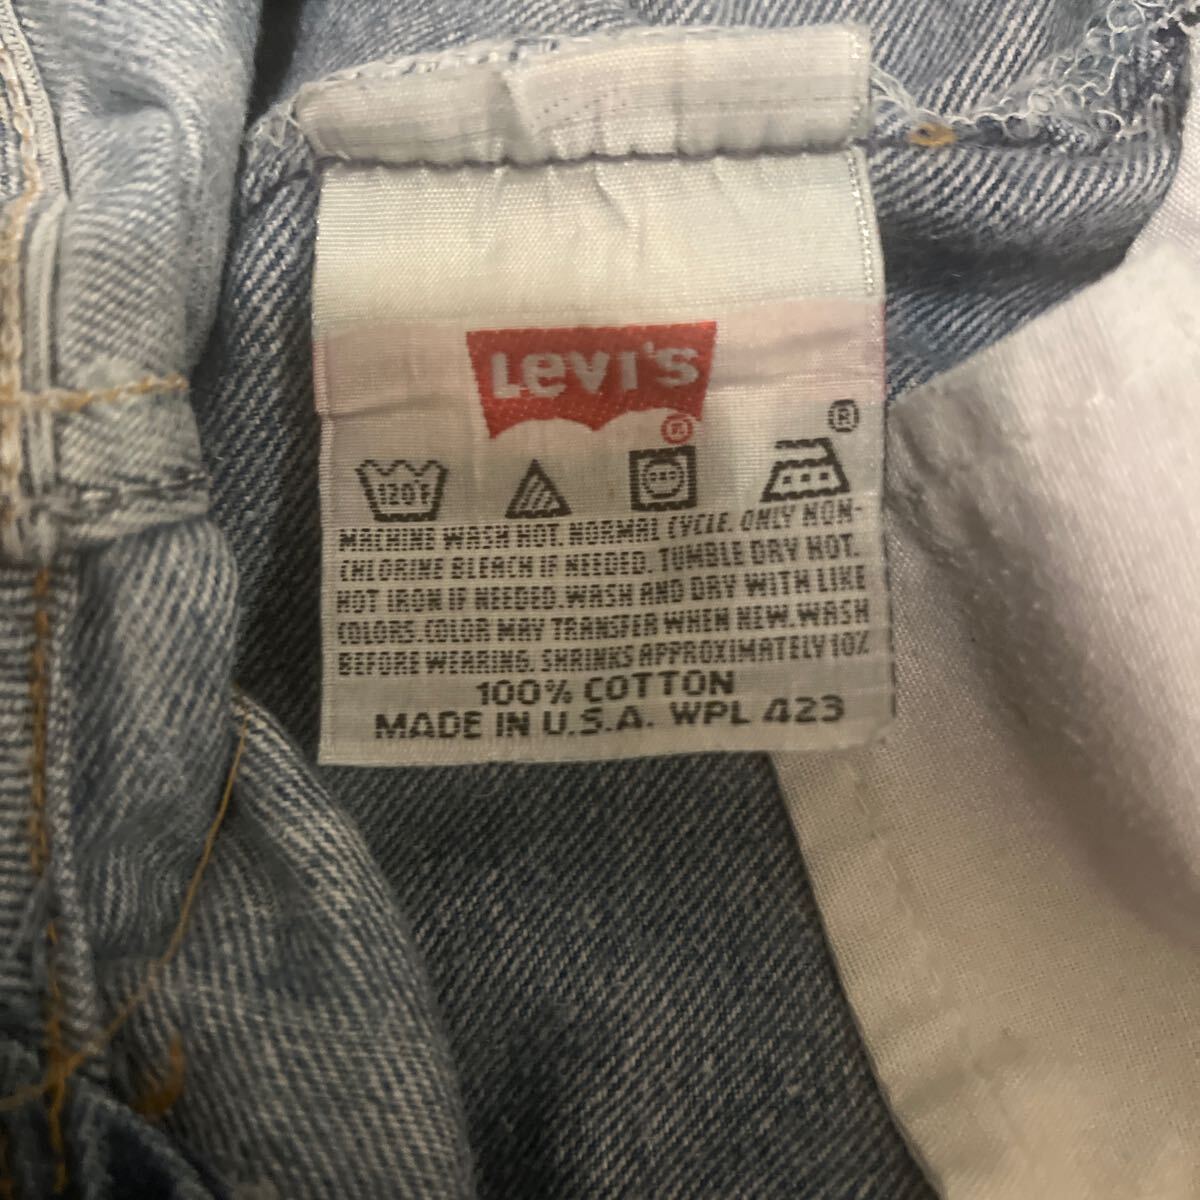 Levi's
®
®
120°F
MACHINE WASH HOT. NORMAL CYCLE. ONLY NON-
CHLORINE BLEACH IF NEEDED. TUMBLE DRY HOT.
HOT IRON IF NEEDED. WASH AND DRY WITH LIKE
COLORS. COLOR MAY TRANSFER WHEN NEW. WASH
BEFORE WEARING. SHRINKS APPROXIMATELY 10%
100% COTTON
MADE IN U.S.A. WPL 423